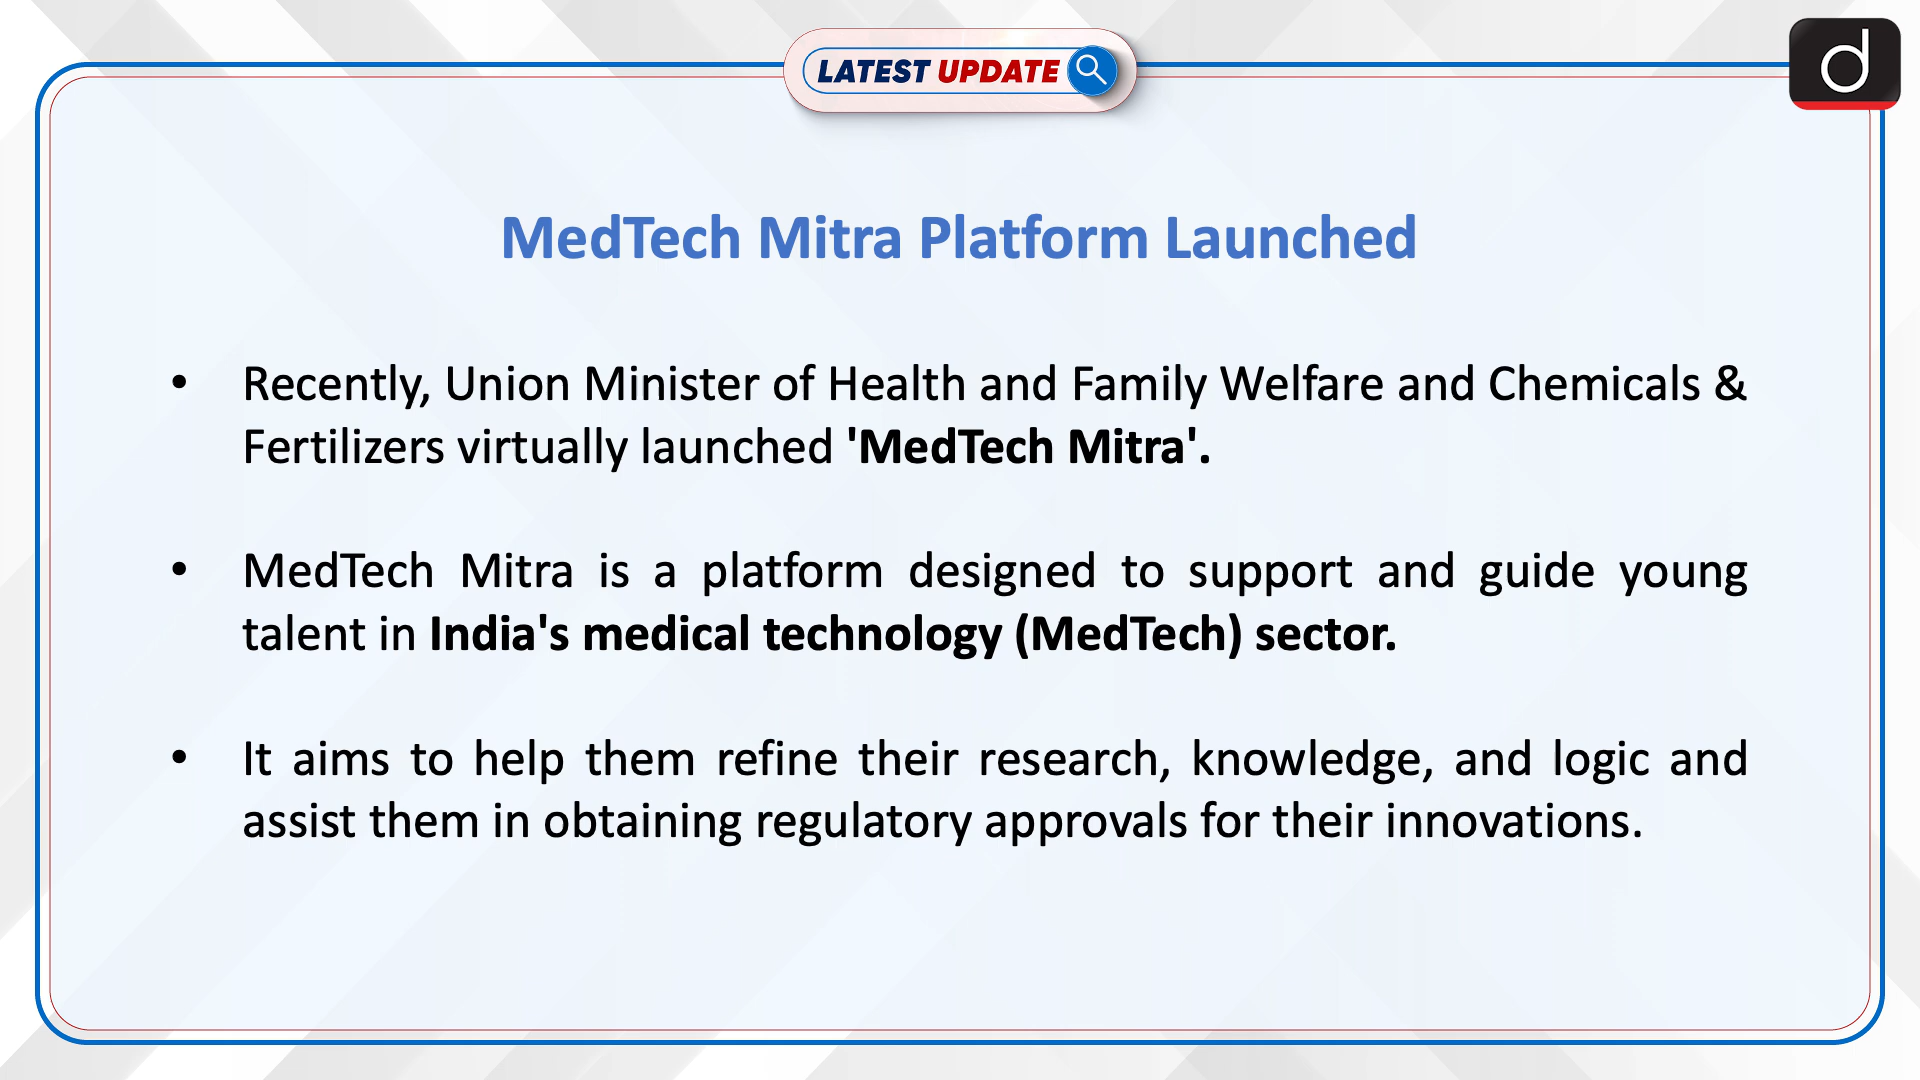 LATEST UPDATE
d
MedTech Mitra Platform Launched
• Recently, Union Minister of Health and Family Welfare and Chemicals &
Fertilizers virtually launched 'MedTech Mitra'.
• MedTech Mitra is a platform designed to support and guide young
talent in India's medical technology (MedTech) sector.
• It aims to help them refine their research, knowledge, and logic and
assist them in obtaining regulatory approvals for their innovations.